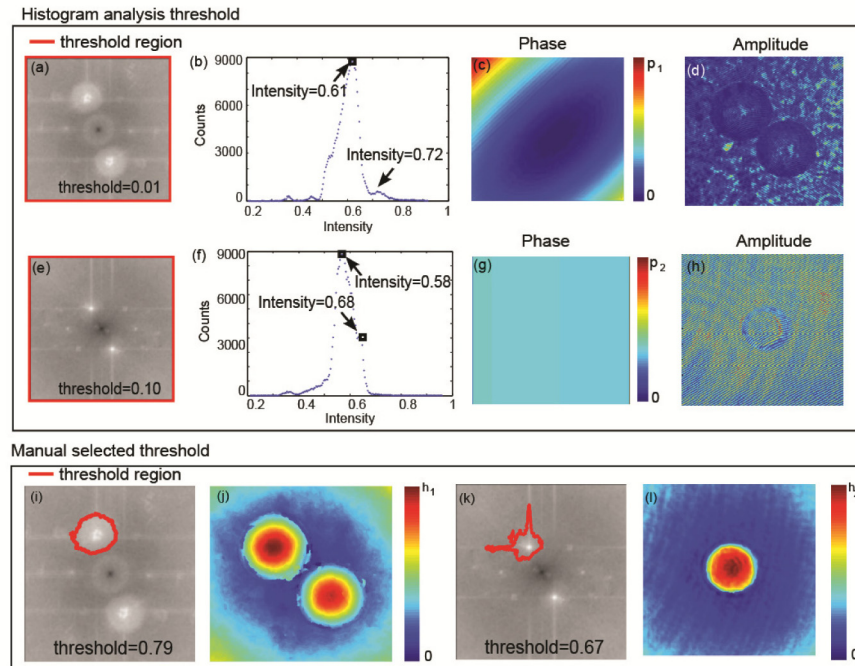 Histogram analysis threshold
threshold region
(a)
threshold=0.01
(b)
9000
6000
3000
0
Counts
0.2 0.4 0.6 0.8 1
Intensity
Intensity=0.61
Intensity=0.72
Phase
(c)
p1
0
Amplitude
(d)
(e)
threshold=0.10
(f)
9000
6000
3000
0
Counts
0.2 0.4 0.6 0.8 1
Intensity
Intensity=0.58
Intensity=0.68
Phase
(g)
p2
0
Amplitude
(h)
Manual selected threshold
threshold region
(i)
threshold=0.79
(j)
h1
0
(k)
threshold=0.67
(l)
h
0